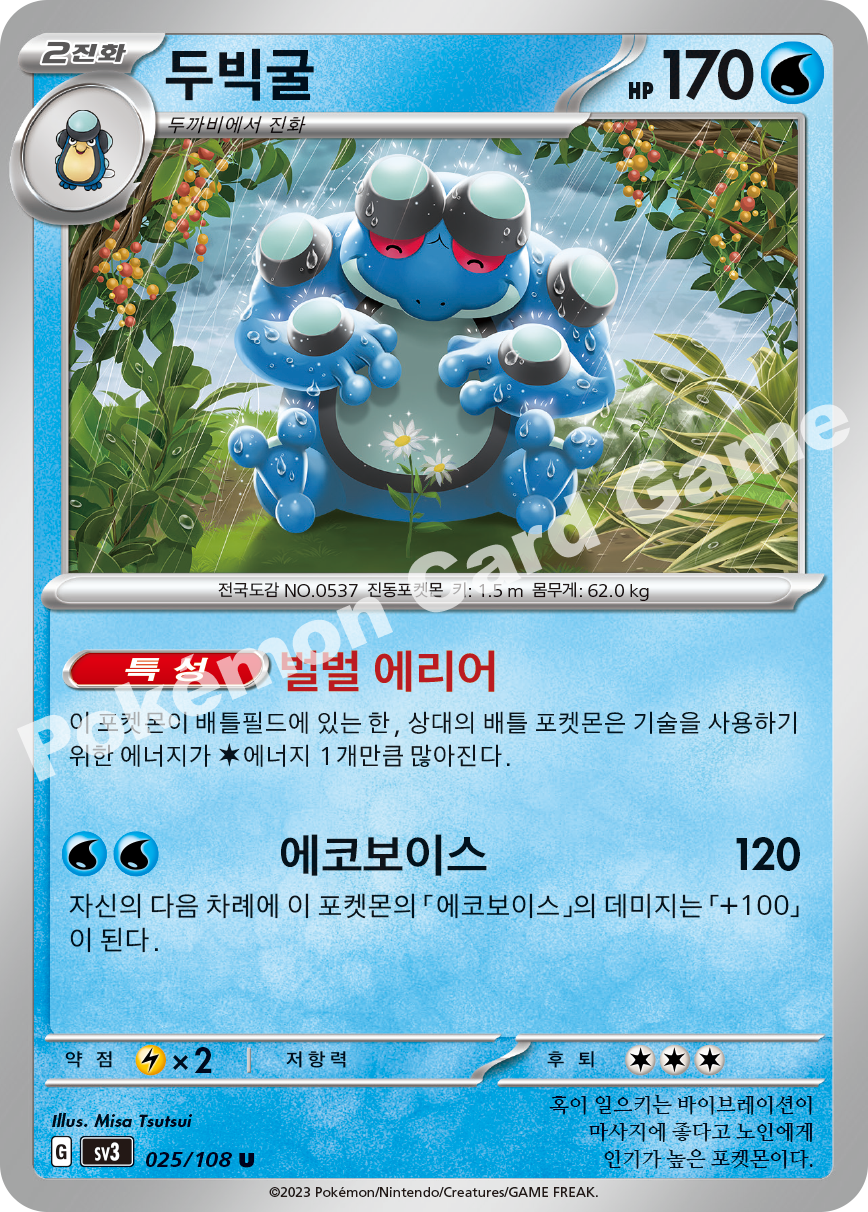 2진화
두빅굴
HP 170
두까비에서 진화
전국도감 NO.0537 진동포켓몬 키: 1.5 m 몸무게: 62.0 kg
특성 벌벌 에리어
이 포켓몬이 배틀필드에 있는 한, 상대의 배틀 포켓몬은 기술을 사용하기
위한 에너지가 에너지 1개만큼 많아진다.
에코보이스 120
자신의 다음 차례에 이 포켓몬의 「에코보이스」의 데미지는 「+100」
이 된다.
약점 ×2 저항력 후퇴
혹이 일으키는 바이브레이션이
마사지에 좋다고 노인에게
인기가 높은 포켓몬이다.
Illus. Misa Tsutsui
G SV3 025/108 U
©2023 Pokémon/Nintendo/Creatures/GAME FREAK.
Pokémon Card Game